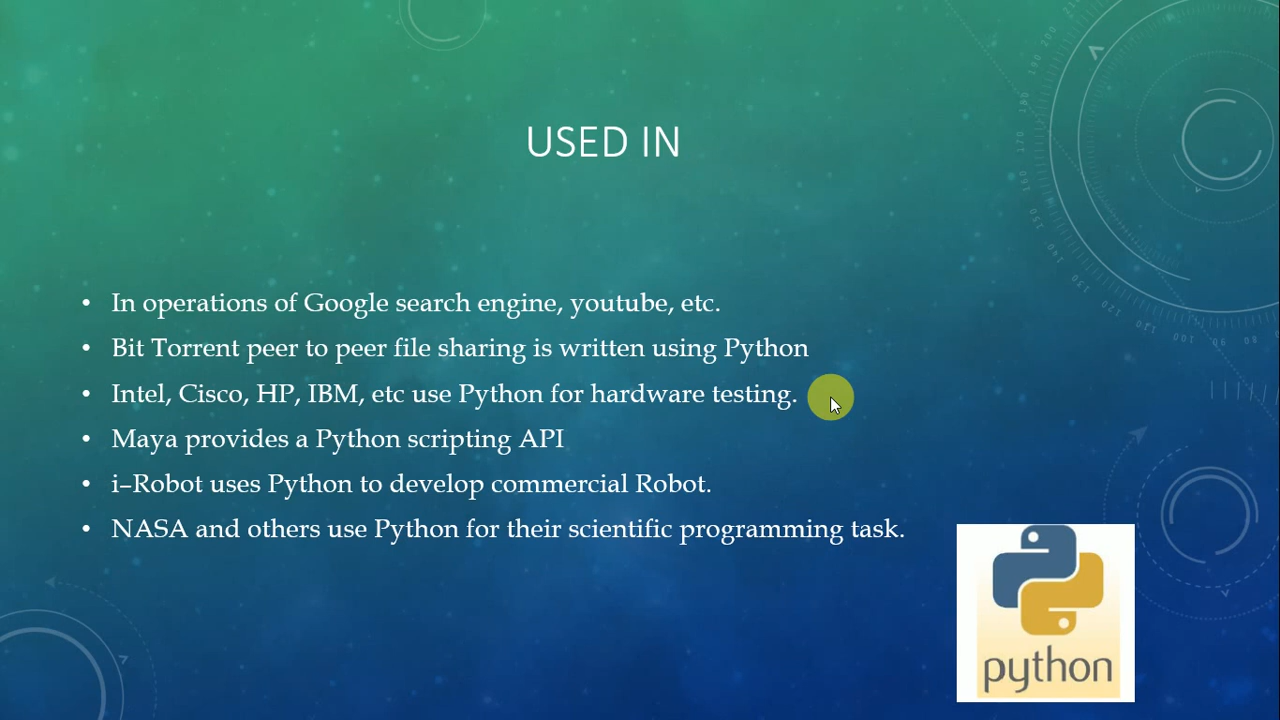 USED IN
• In operations of Google search engine, youtube, etc.
• Bit Torrent peer to peer file sharing is written using Python
• Intel, Cisco, HP, IBM, etc use Python for hardware testing.
• Maya provides a Python scripting API
• i–Robot uses Python to develop commercial Robot.
• NASA and others use Python for their scientific programming task.
python